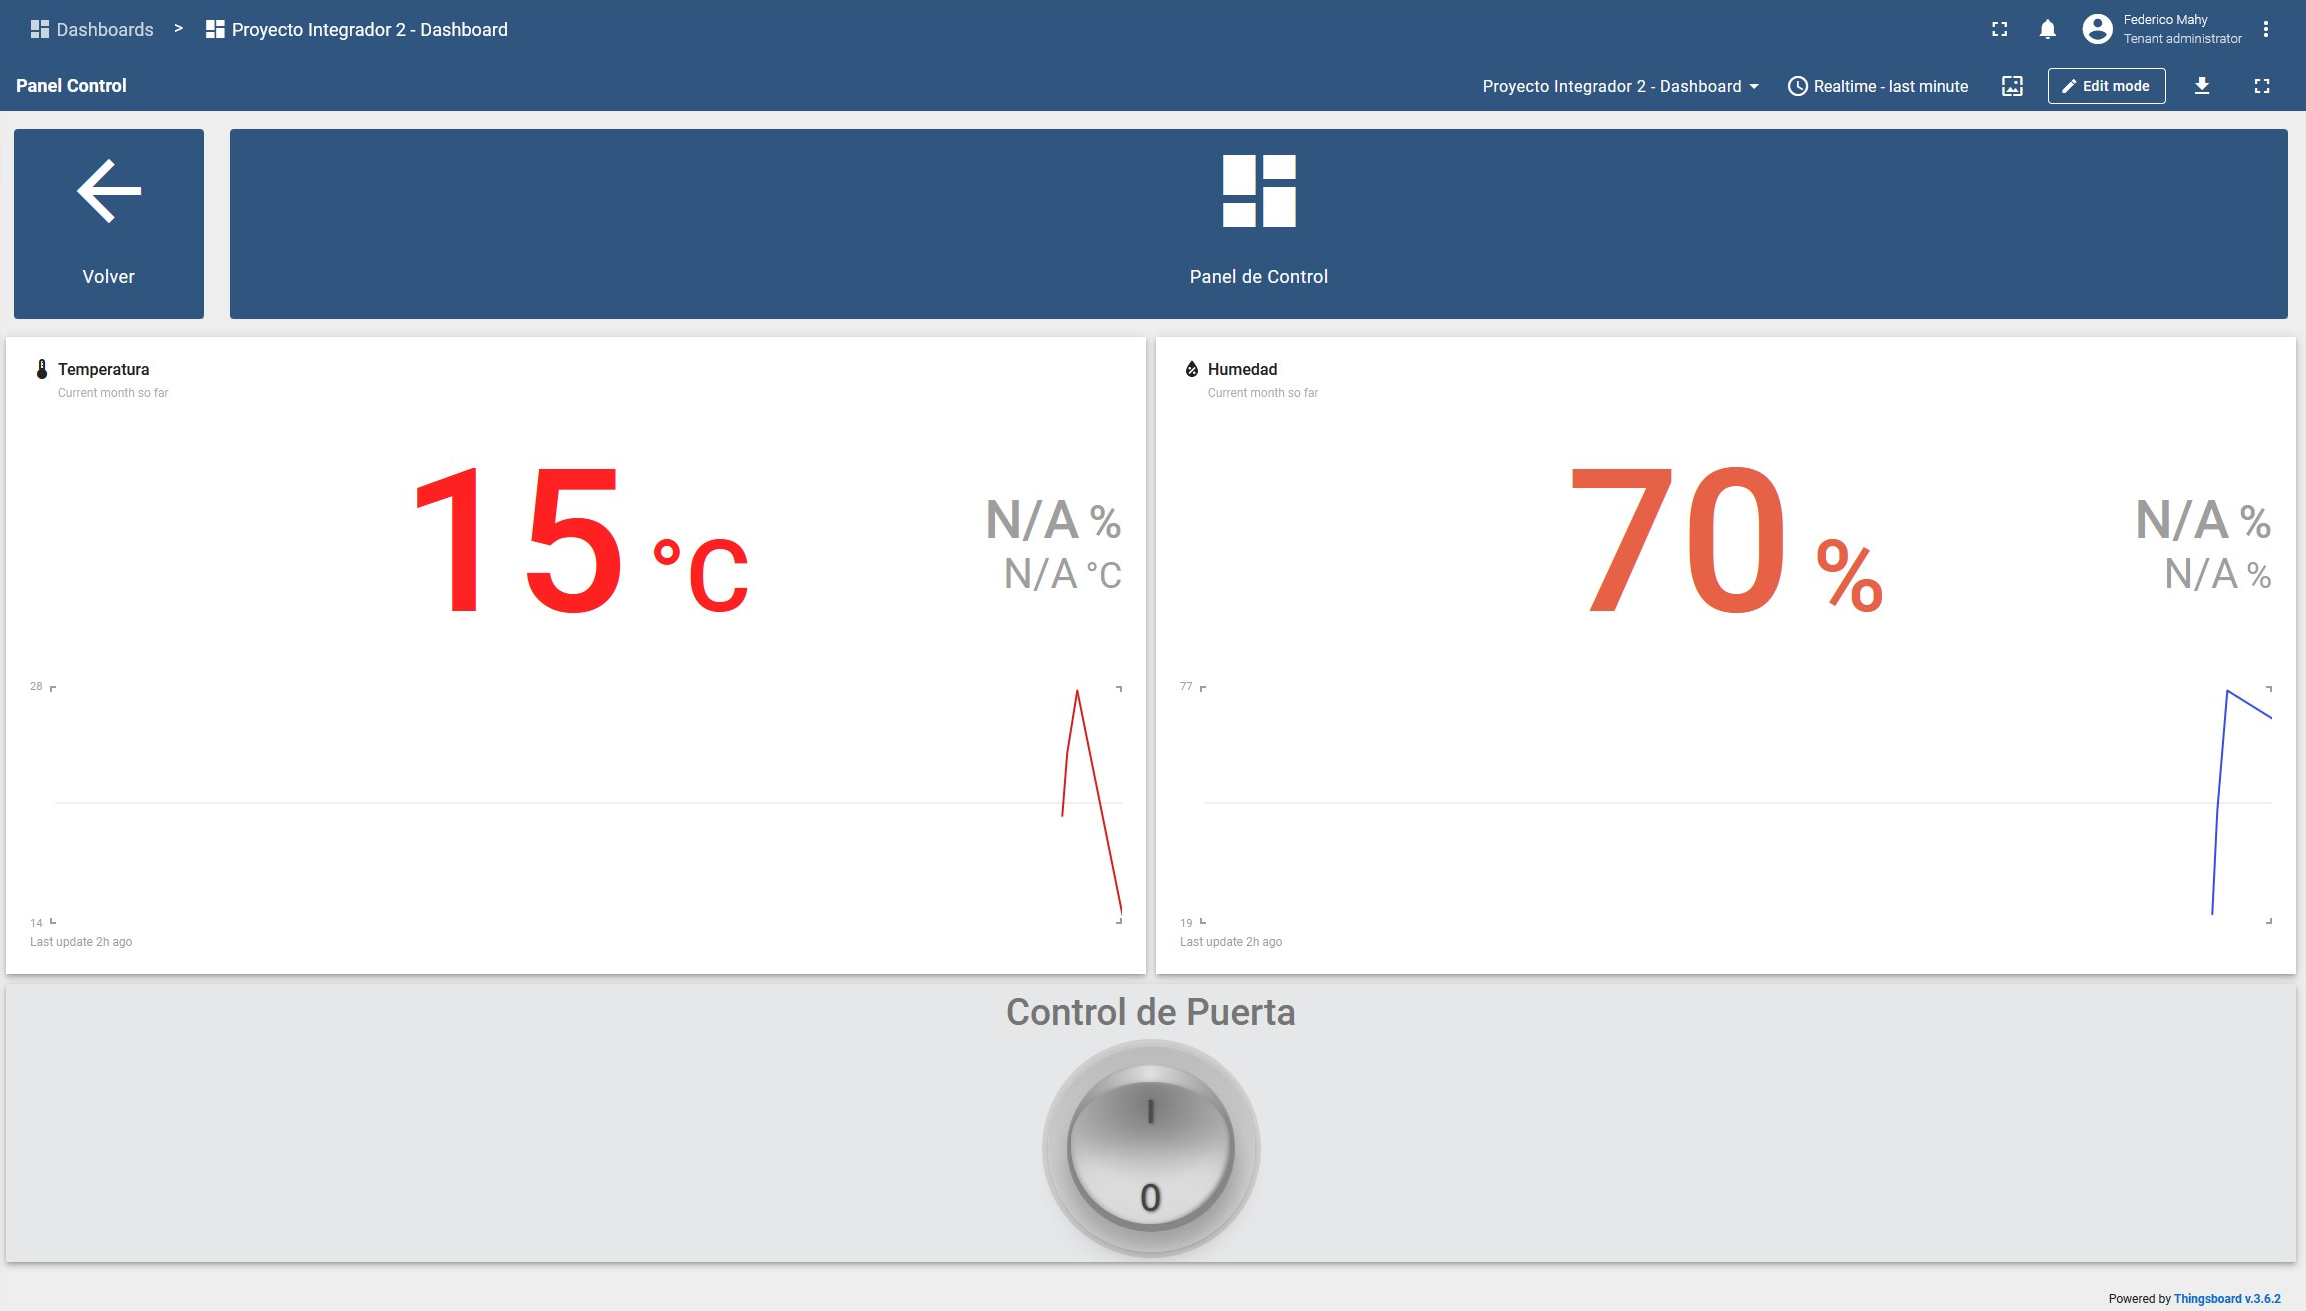 Dashboards > Proyecto Integrador 2 - Dashboard
Federico Mahy
Tenant administrator
Panel Control
Proyecto Integrador 2 - Dashboard
Realtime - last minute
Edit mode
Volver
Panel de Control
Temperatura
Current month so far
15 °C
N/A %
N/A °C
28
14
Last update 2h ago
Humedad
Current month so far
70 %
N/A %
N/A %
77
19
Last update 2h ago
Control de Puerta
I
0
Powered by Thingsboard v.3.6.2